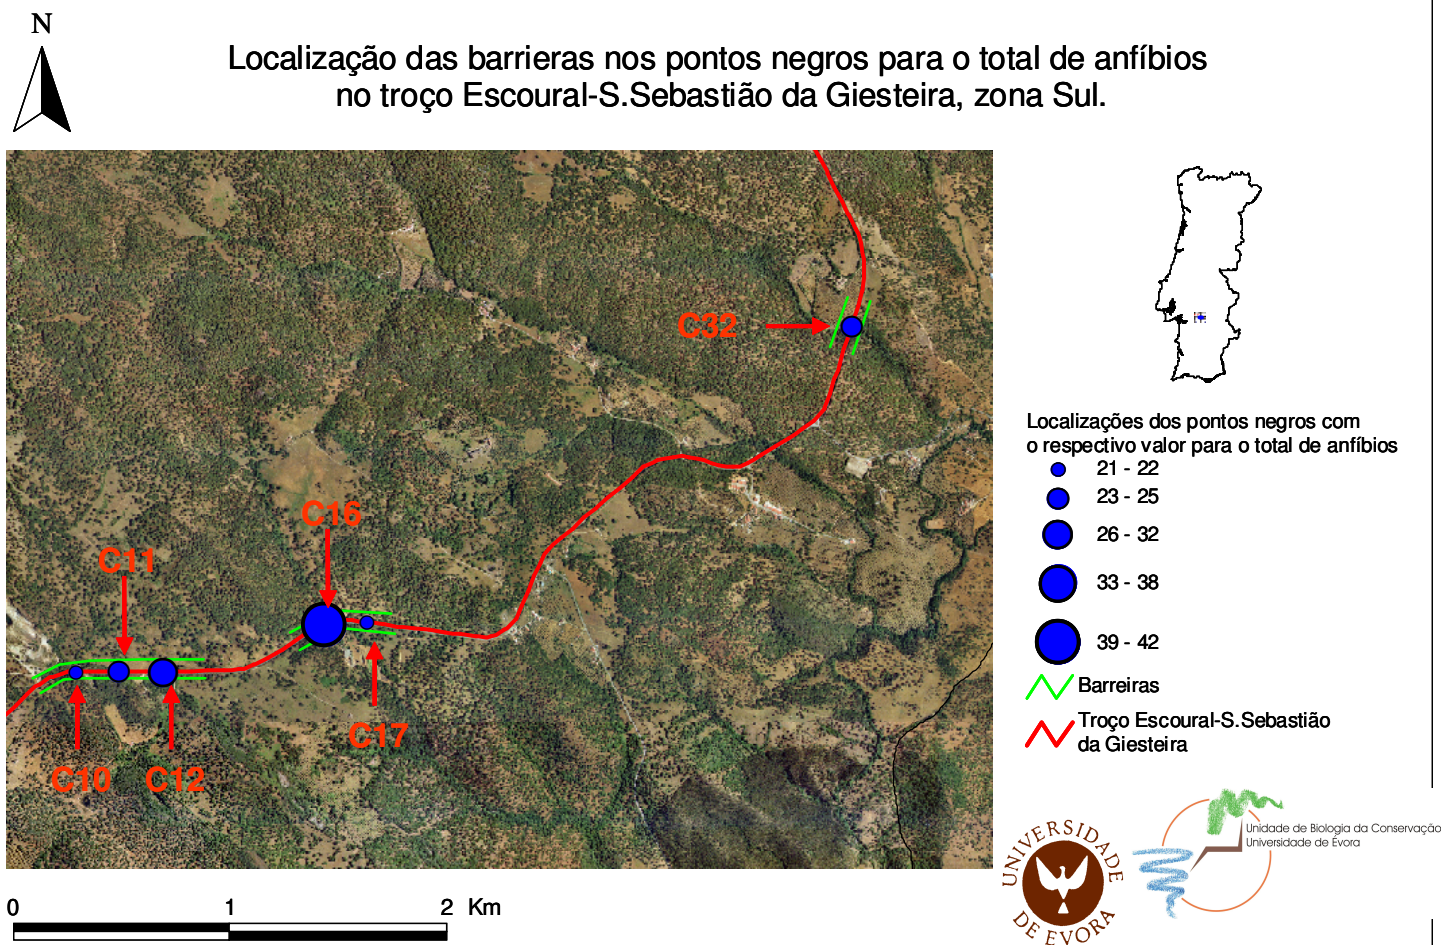 N
Localização das barrieras nos pontos negros para o total de anfíbios
no troço Escoural-S.Sebastião da Giesteira, zona Sul.
C32
C16
C11
C17
C10
C12
Localizações dos pontos negros com
o respectivo valor para o total de anfíbios
21 - 22
23 - 25
26 - 32
33 - 38
39 - 42
Barreiras
Troço Escoural-S.Sebastião
da Giesteira
UNIVERSIDADE
DE EVORA
Unidade de Biologia da Conservação
Universidade de Évora
0 1 2 Km